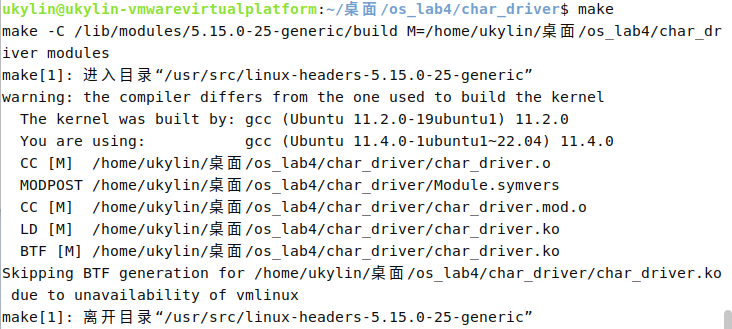 ukylin@ukylin-vmwarevirtualplatform:~/桌面/os_lab4/char_driver$ make
make -C /lib/modules/5.15.0-25-generic/build M=/home/ukylin/桌面/os_lab4/char_dr
iver modules
make[1]: 进入目录“/usr/src/linux-headers-5.15.0-25-generic”
warning: the compiler differs from the one used to build the kernel
  The kernel was built by: gcc (Ubuntu 11.2.0-19ubuntu1) 11.2.0
  You are using:           gcc (Ubuntu 11.4.0-1ubuntu1~22.04) 11.4.0
  CC [M]  /home/ukylin/桌面/os_lab4/char_driver/char_driver.o
  MODPOST /home/ukylin/桌面/os_lab4/char_driver/Module.symvers
  CC [M]  /home/ukylin/桌面/os_lab4/char_driver/char_driver.mod.o
  LD [M]  /home/ukylin/桌面/os_lab4/char_driver/char_driver.ko
  BTF [M] /home/ukylin/桌面/os_lab4/char_driver/char_driver.ko
Skipping BTF generation for /home/ukylin/桌面/os_lab4/char_driver/char_driver.ko
 due to unavailability of vmlinux
make[1]: 离开目录“/usr/src/linux-headers-5.15.0-25-generic”